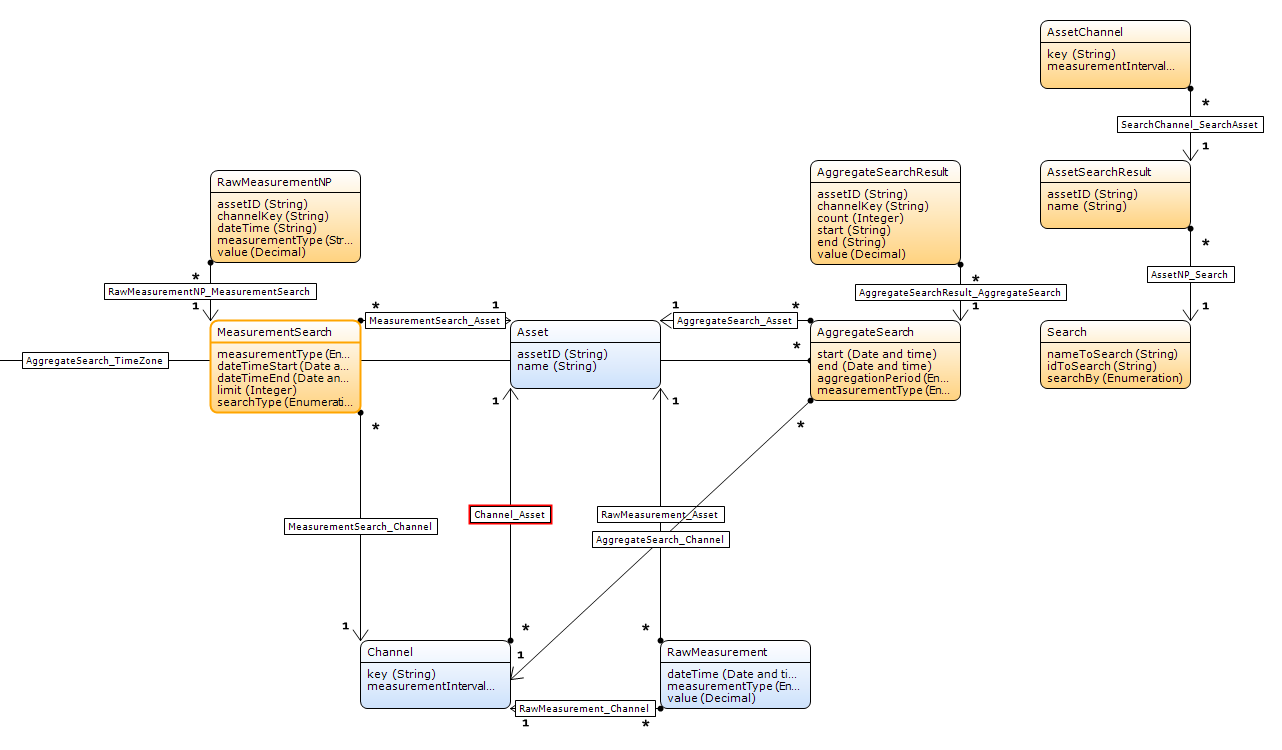 AssetChannel
key (String)
measurementInterval...
*
SearchChannel_SearchAsset
1
RawMeasurementNP
assetID (String)
channelKey (String)
dateTime (String)
measurementType (Str...
value (Decimal)
AggregateSearchResult
assetID (String)
channelKey (String)
count (Integer)
start (String)
end (String)
value (Decimal)
AssetSearchResult
assetID (String)
name (String)
*
RawMeasurementNP_MeasurementSearch
1
*
AggregateSearchResult_AggregateSearch
1
*
AssetNP_Search
1
MeasurementSearch
measurementType (En...
dateTimeStart (Date a...
dateTimeEnd (Date an...
limit (Integer)
searchType (Enumerati...
*
MeasurementSearch_Asset
1
Asset
assetID (String)
name (String)
1
AggregateSearch_Asset
*
AggregateSearch
start (Date and time)
end (Date and time)
aggregationPeriod (En...
measurementType (En...
Search
nameToSearch (String)
idToSearch (String)
searchBy (Enumeration)
AggregateSearch_TimeZone
*
*
1
1
*
MeasurementSearch_Channel
Channel_Asset
RawMeasurement_Asset
AggregateSearch_Channel
1
*
*
1
Channel
key (String)
measurementInterval...
RawMeasurement
dateTime (Date and ti...
measurementType (En...
value (Decimal)
RawMeasurement_Channel
1
*